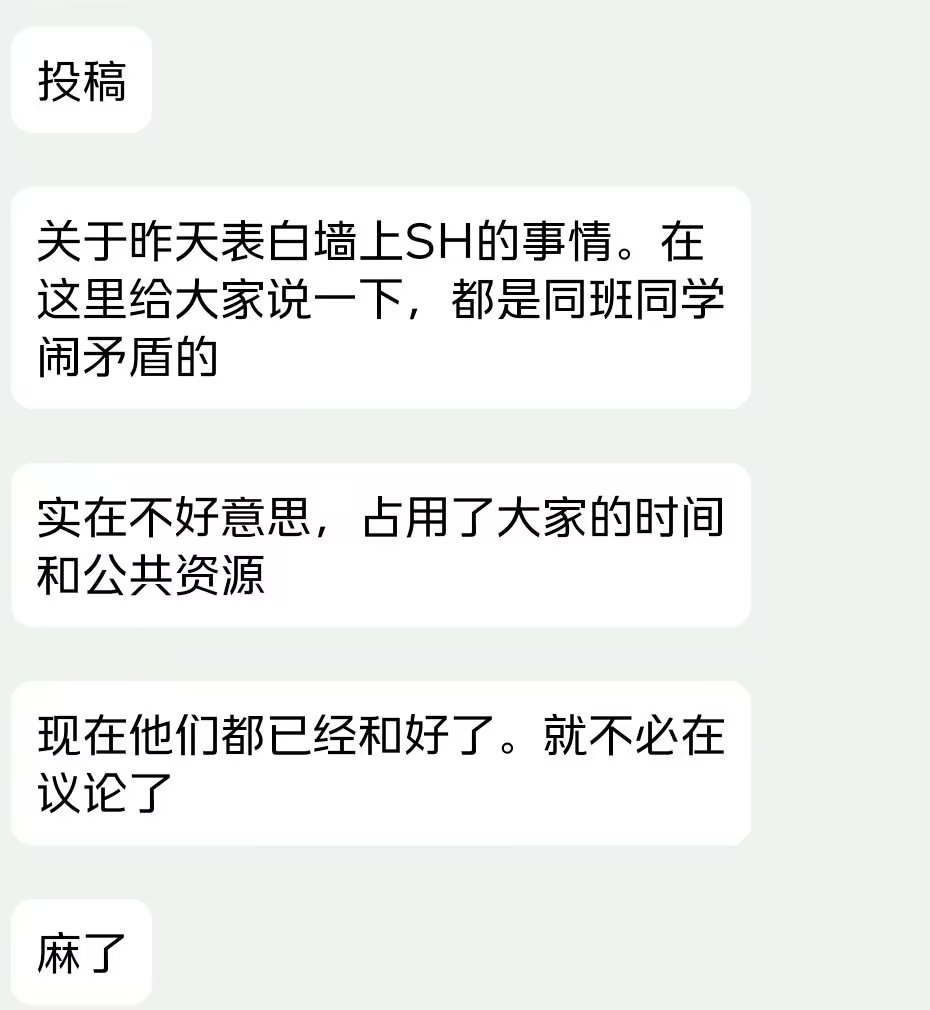 投稿
关于昨天表白墙上SH的事情。在
这里给大家说一下，都是同班同学
闹矛盾的
实在不好意思，占用了大家的时间
和公共资源
现在他们都已经和好了。就不必在
议论了
麻了